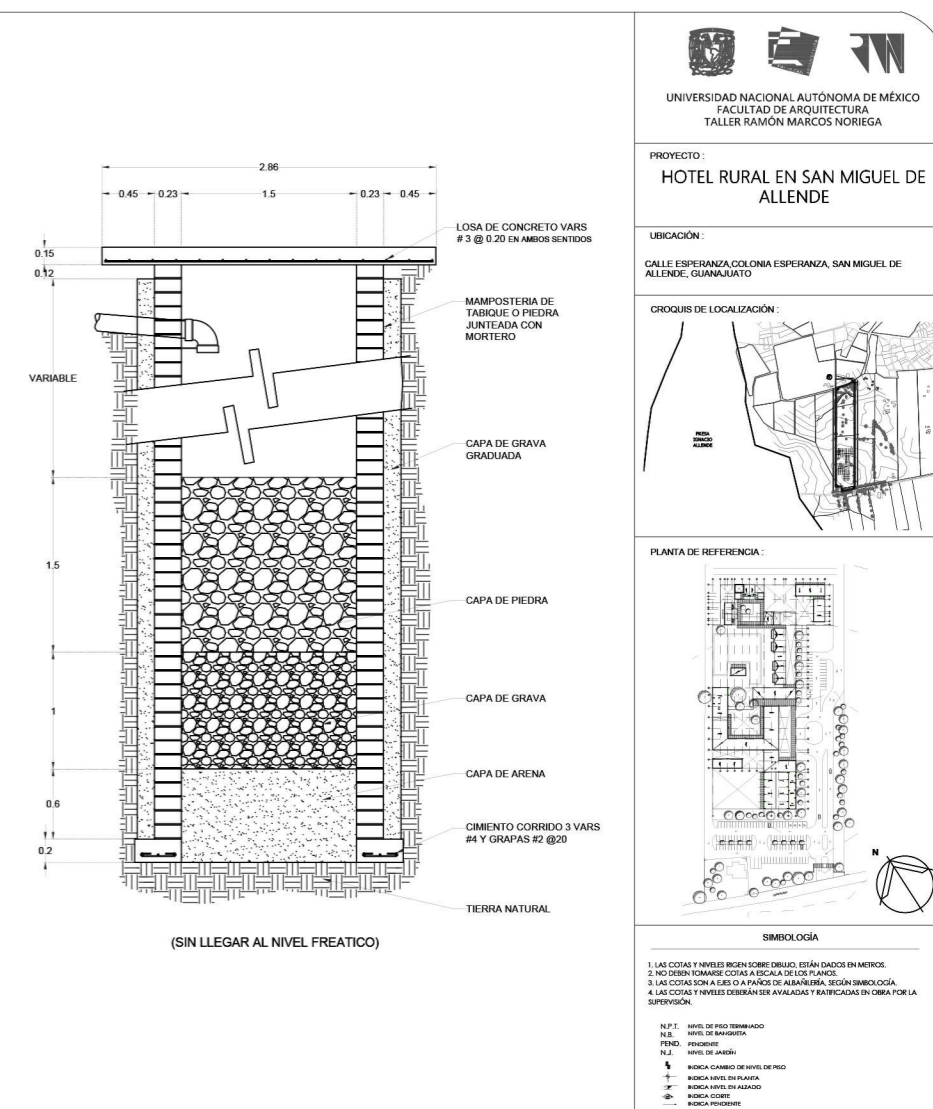 2.86
0.45
0.23
1.5
0.23
0.45
LOSA DE CONCRETO VARS
# 3 @ 0.20 EN AMBOS SENTIDOS
0.15
0.12
MAMPOSTERIA DE
TABIQUE O PIEDRA
JUNTEADA CON
MORTERO
VARIABLE
CAPA DE GRAVA
GRADUADA
1.5
CAPA DE PIEDRA
1
CAPA DE GRAVA
CAPA DE ARENA
0.6
CIMIENTO CORRIDO 3 VARS
#4 Y GRAPAS #2 @20
0.2
TIERRA NATURAL
(SIN LLEGAR AL NIVEL FREATICO)
UNIVERSIDAD NACIONAL AUTÓNOMA DE MÉXICO
FACULTAD DE ARQUITECTURA
TALLER RAMÓN MARCOS NORIEGA
PROYECTO :
HOTEL RURAL EN SAN MIGUEL DE
ALLENDE
UBICACIÓN :
CALLE ESPERANZA,COLONIA ESPERANZA, SAN MIGUEL DE
ALLENDE, GUANAJUATO
CROQUIS DE LOCALIZACIÓN :
PRESA
IGNACIO
ALLENDE
PLANTA DE REFERENCIA :
N
SIMBOLOGÍA
1. LAS COTAS Y NIVELES RIGEN SOBRE DIBUJO, ESTÁN DADOS EN METROS.
2. NO DEBEN TOMARSE COTAS A ESCALA DE LOS PLANOS.
3. LAS COTAS SON A EJES O A PAÑOS DE ALBAÑILERÍA, SEGÚN SIMBOLOGÍA.
4. LAS COTAS Y NIVELES DEBERÁN SER AVALADAS Y RATIFICADAS EN OBRA POR LA
SUPERVISIÓN.
N.P.T. NIVEL DE PISO TERMINADO
N.B. NIVEL DE BANQUETA
PEND. PENDIENTE
N.J. NIVEL DE JARDÍN
INDICA CAMBIO DE NIVEL DE PISO
INDICA NIVEL EN PLANTA
INDICA NIVEL EN ALZADO
INDICA CORTE
INDICA PENDIENTE